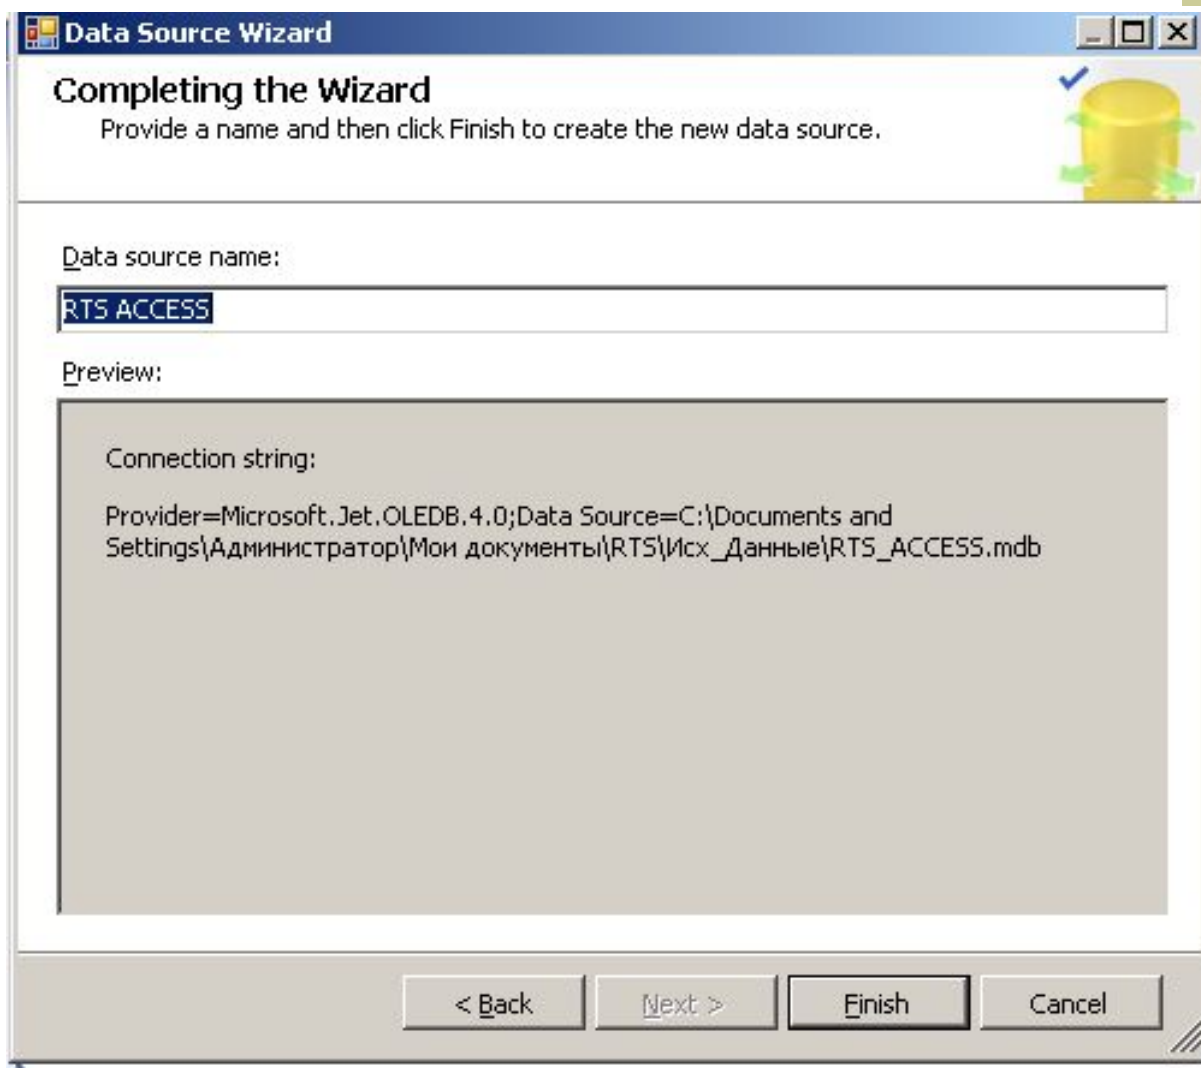 Data Source Wizard
Completing the Wizard
Provide a name and then click Finish to create the new data source.
Data source name:
RTS ACCESS
Preview:
Connection string:
Provider=Microsoft.Jet.OLEDB.4.0;Data Source=C:\Documents and
Settings\Администратор\Мои документы\RTS\Исх_Данные\RTS_ACCESS.mdb
< Back Next > Finish Cancel